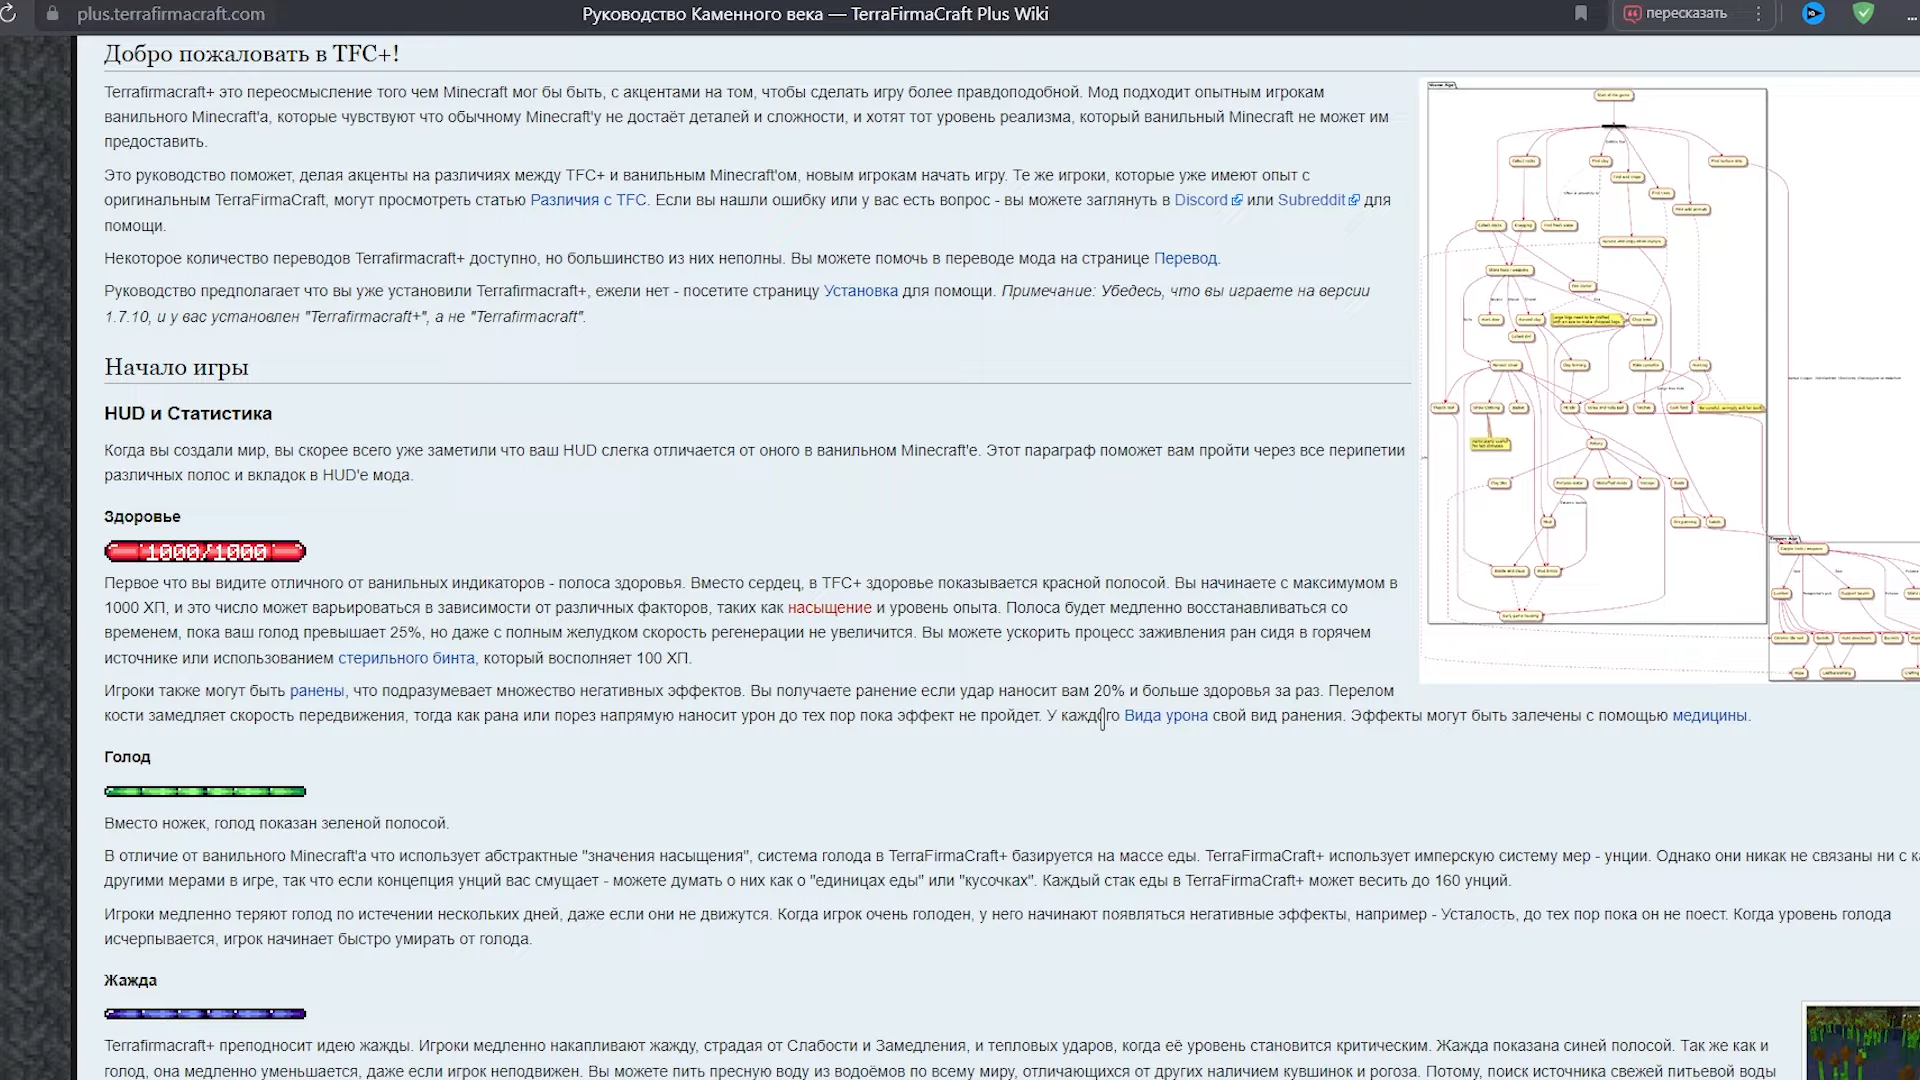 plus.terrafirmacraft.com
Руководство Каменного века — TerraFirmaCraft Plus Wiki
пересказать
Добро пожаловать в TFC+!
Terrafirmacraft+ это переосмысление того чем Minecraft мог бы быть, с акцентами на том, чтобы сделать игру более правдоподобной. Мод подходит опытным игрокам
ванильного Minecraft'а, которые чувствуют что обычному Minecraft'у не достаёт деталей и сложности, и хотят тот уровень реализма, который ванильный Minecraft не может им
предоставить.
Это руководство поможет, делая акценты на различиях между TFC+ и ванильным Minecraft'ом, новым игрокам начать игру. Те же игроки, которые уже имеют опыт с
оригинальным TerraFirmaCraft, могут просмотреть статью Различия с TFC. Если вы нашли ошибку или у вас есть вопрос - вы можете заглянуть в Discord или Subreddit для
помощи.
Некоторое количество переводов Terrafirmacraft+ доступно, но большинство из них неполны. Вы можете помочь в переводе мода на странице Перевод.
Руководство предполагает что вы уже установили Terrafirmacraft+, ежели нет - посетите страницу Установка для помощи. Примечание: Убедесь, что вы играете на версии
1.7.10, и у вас установлен "Terrafirmacraft+", а не "Terrafirmacraft".
Начало игры
HUD и Статистика
Когда вы создали мир, вы скорее всего уже заметили что ваш HUD слегка отличается от оного в ванильном Minecraft'е. Этот параграф поможет вам пройти через все перипетии
различных полос и вкладок в HUD'е мода.
Здоровье
1000/1000
Первое что вы видите отличного от ванильных индикаторов - полоса здоровья. Вместо сердец, в TFC+ здоровье показывается красной полосой. Вы начинаете с максимумом в
1000 ХП, и это число может варьироваться в зависимости от различных факторов, таких как насыщение и уровень опыта. Полоса будет медленно восстанавливаться со
временем, пока ваш голод превышает 25%, но даже с полным желудком скорость регенерации не увеличится. Вы можете ускорить процесс заживления ран сидя в горячем
источнике или использованием стерильного бинта, который восполняет 100 ХП.
Игроки также могут быть ранены, что подразумевает множество негативных эффектов. Вы получаете ранение если удар наносит вам 20% и больше здоровья за раз. Перелом
кости замедляет скорость передвижения, тогда как рана или порез напрямую наносит урон до тех пор пока эффект не пройдет. У каждого Вида урона свой вид ранения. Эффекты могут быть залечены с помощью медицины.
Голод
Вместо ножек, голод показан зеленой полосой.
В отличие от ванильного Minecraft'а что использует абстрактные "значения насыщения", система голода в TerraFirmaCraft+ базируется на массе еды. TerraFirmaCraft+ использует имперскую систему мер - унции. Однако они никак не связаны ни с
другими мерами в игре, так что если концепция унций вас смущает - можете думать о них как о "единицах еды" или "кусочках". Каждый стак еды в TerraFirmaCraft+ может весить до 160 унций.
Игроки медленно теряют голод по истечении нескольких дней, даже если они не движутся. Когда игрок очень голоден, у него начинают появляться негативные эффекты, например - Усталость, до тех пор пока он не поест. Когда уровень голода
исчерпывается, игрок начинает быстро умирать от голода.
Жажда
Terrafirmacraft+ преподносит идею жажды. Игроки медленно накапливают жажду, страдая от Слабости и Замедления, и тепловых ударов, когда её уровень становится критическим. Жажда показана синей полосой. Так же как и
голод, она медленно уменьшается, даже если игрок неподвижен. Вы можете пить пресную воду из водоёмов по всему миру, отличающихся от других наличием кувшинок и рогоза. Потому, поиск источника свежей питьевой воды